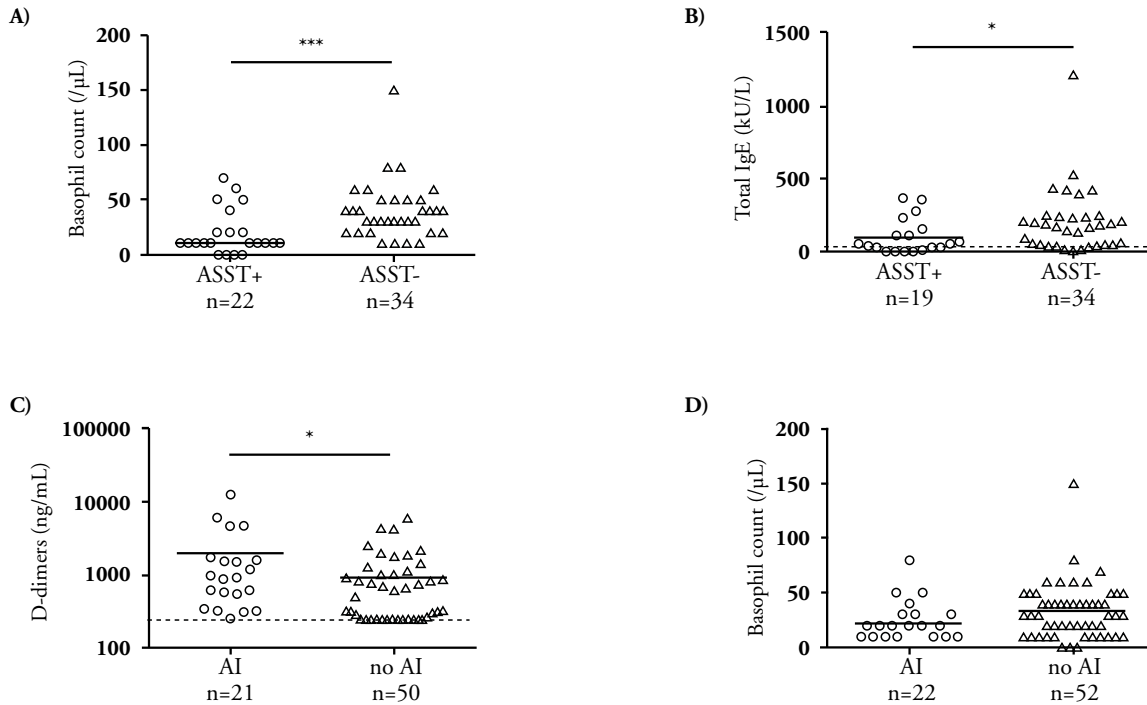 A)
Basophil count (/μL)
200
150
100
50
0
***
ASST+
n=22
ASST-
n=34
B)
Total IgE (kU/L)
1500
1000
500
0
*
ASST+
n=19
ASST-
n=34
C)
D-dimers (ng/mL)
100000
10000
1000
100
*
AI
n=21
no AI
n=50
D)
Basophil count (/μL)
200
150
100
50
0
AI
n=22
no AI
n=52